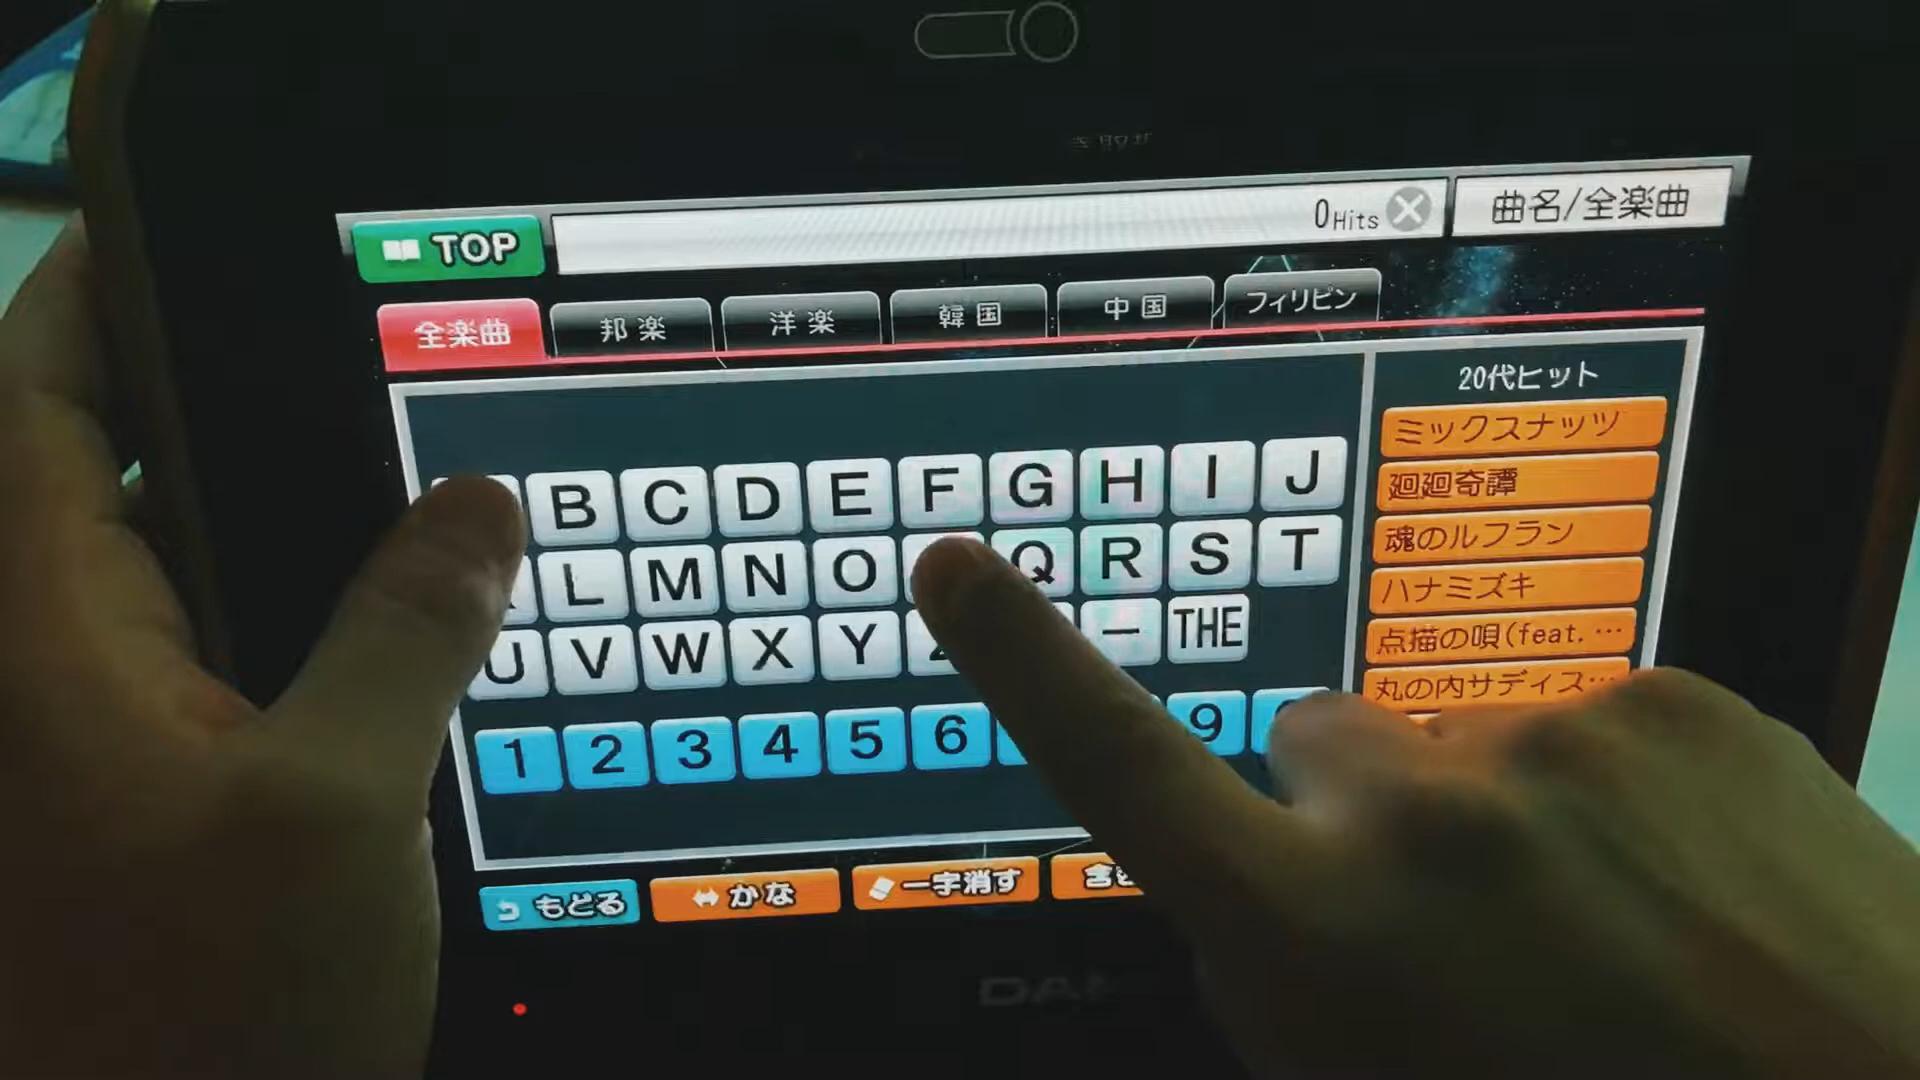 TOP
0Hits
曲名/全楽曲
全楽曲
邦楽
洋楽
韓国
中国
フィリピン
20代ヒット
ミックスナッツ
廻廻奇譚
魂のルフラン
ハナミズキ
点描の唄(feat.…
丸の内サディス…
B C D E F G H I J
L M N O Q R S T
U V W X Y Z - THE
1 2 3 4 5 6 9
もどる
かな
一字消す
DAM